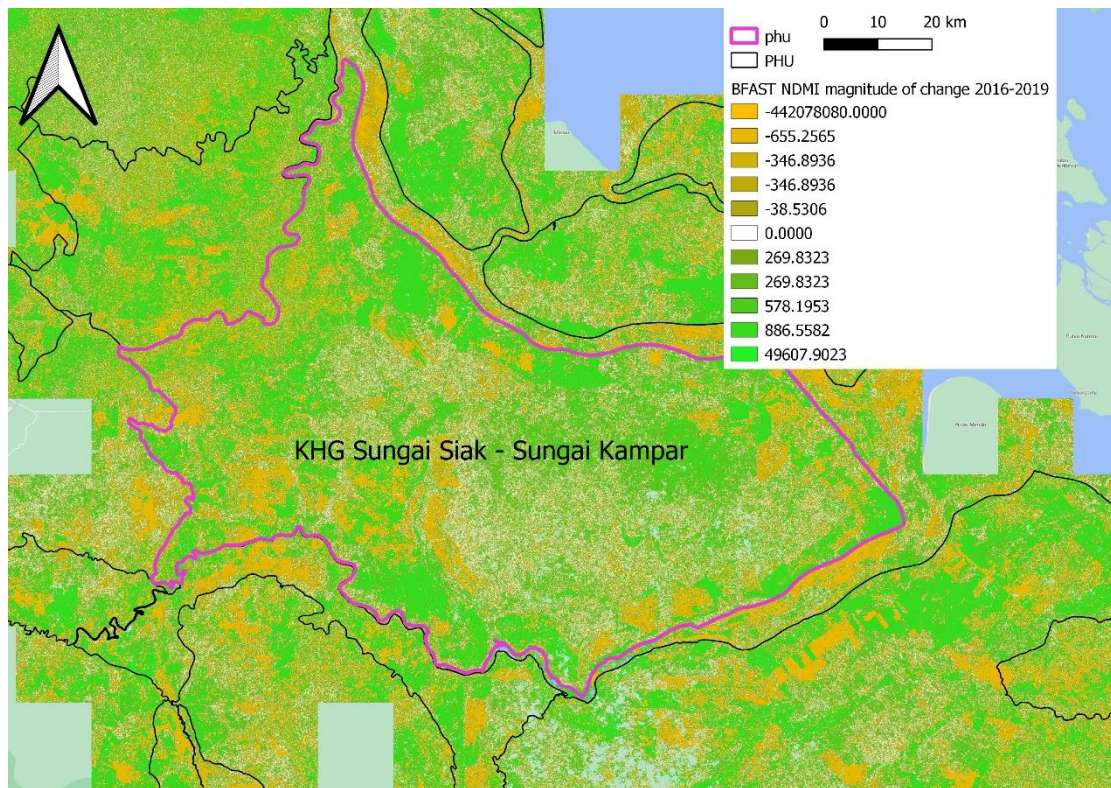 0 10 20 km
phu
PHU
BFAST NDMI magnitude of change 2016-2019
-442078080.0000
-655.2565
-346.8936
-346.8936
-38.5306
0.0000
269.8323
269.8323
578.1953
886.5582
49607.9023
KHG Sungai Siak - Sungai Kampar